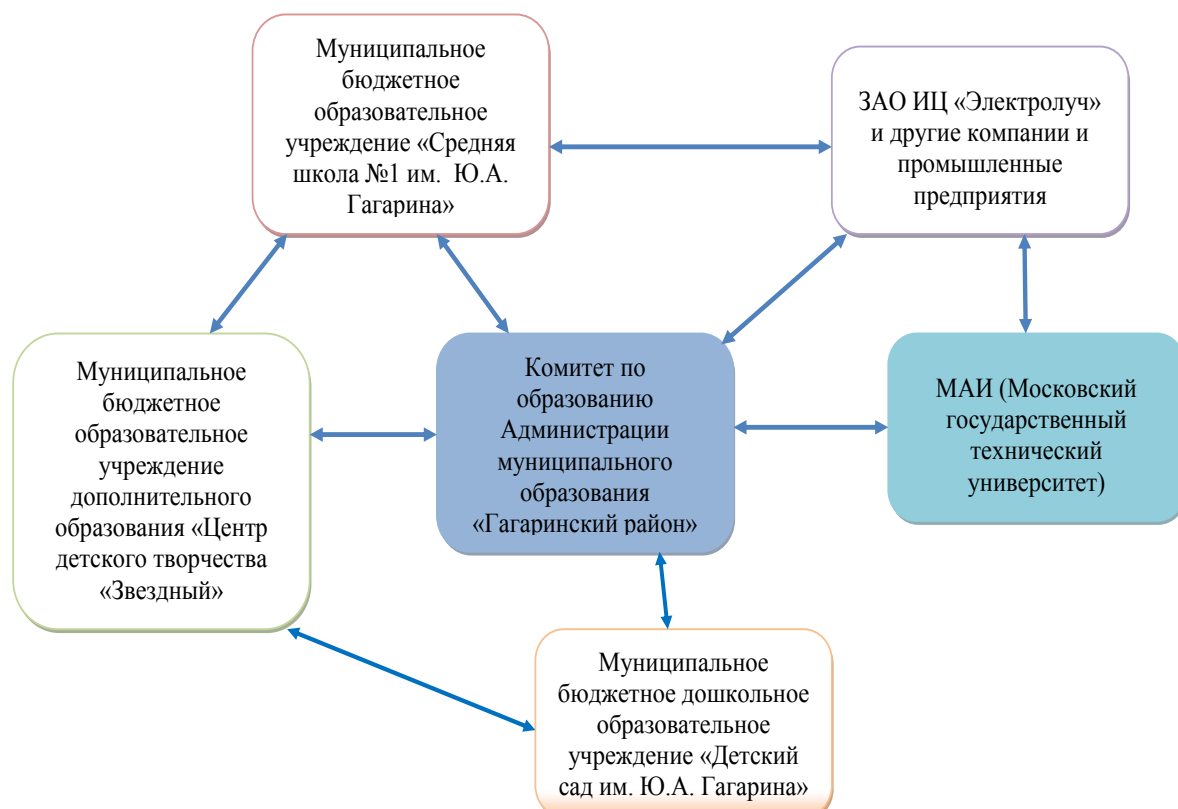 Муниципальное
бюджетное
образовательное
учреждение «Средняя
школа №1 им. Ю.А.
Гагарина»
ЗАО ИЦ «Электролуч»
и другие компании и
промышленные
предприятия
Муниципальное
бюджетное
образовательное
учреждение
дополнительного
образования «Центр
детского творчества
«Звездный»
Комитет по
образованию
Администрации
муниципального
образования
«Гагаринский район»
МАИ (Московский
государственный
технический
университет)
Муниципальное
бюджетное дошкольное
образовательное
учреждение «Детский
сад им. Ю.А. Гагарина»